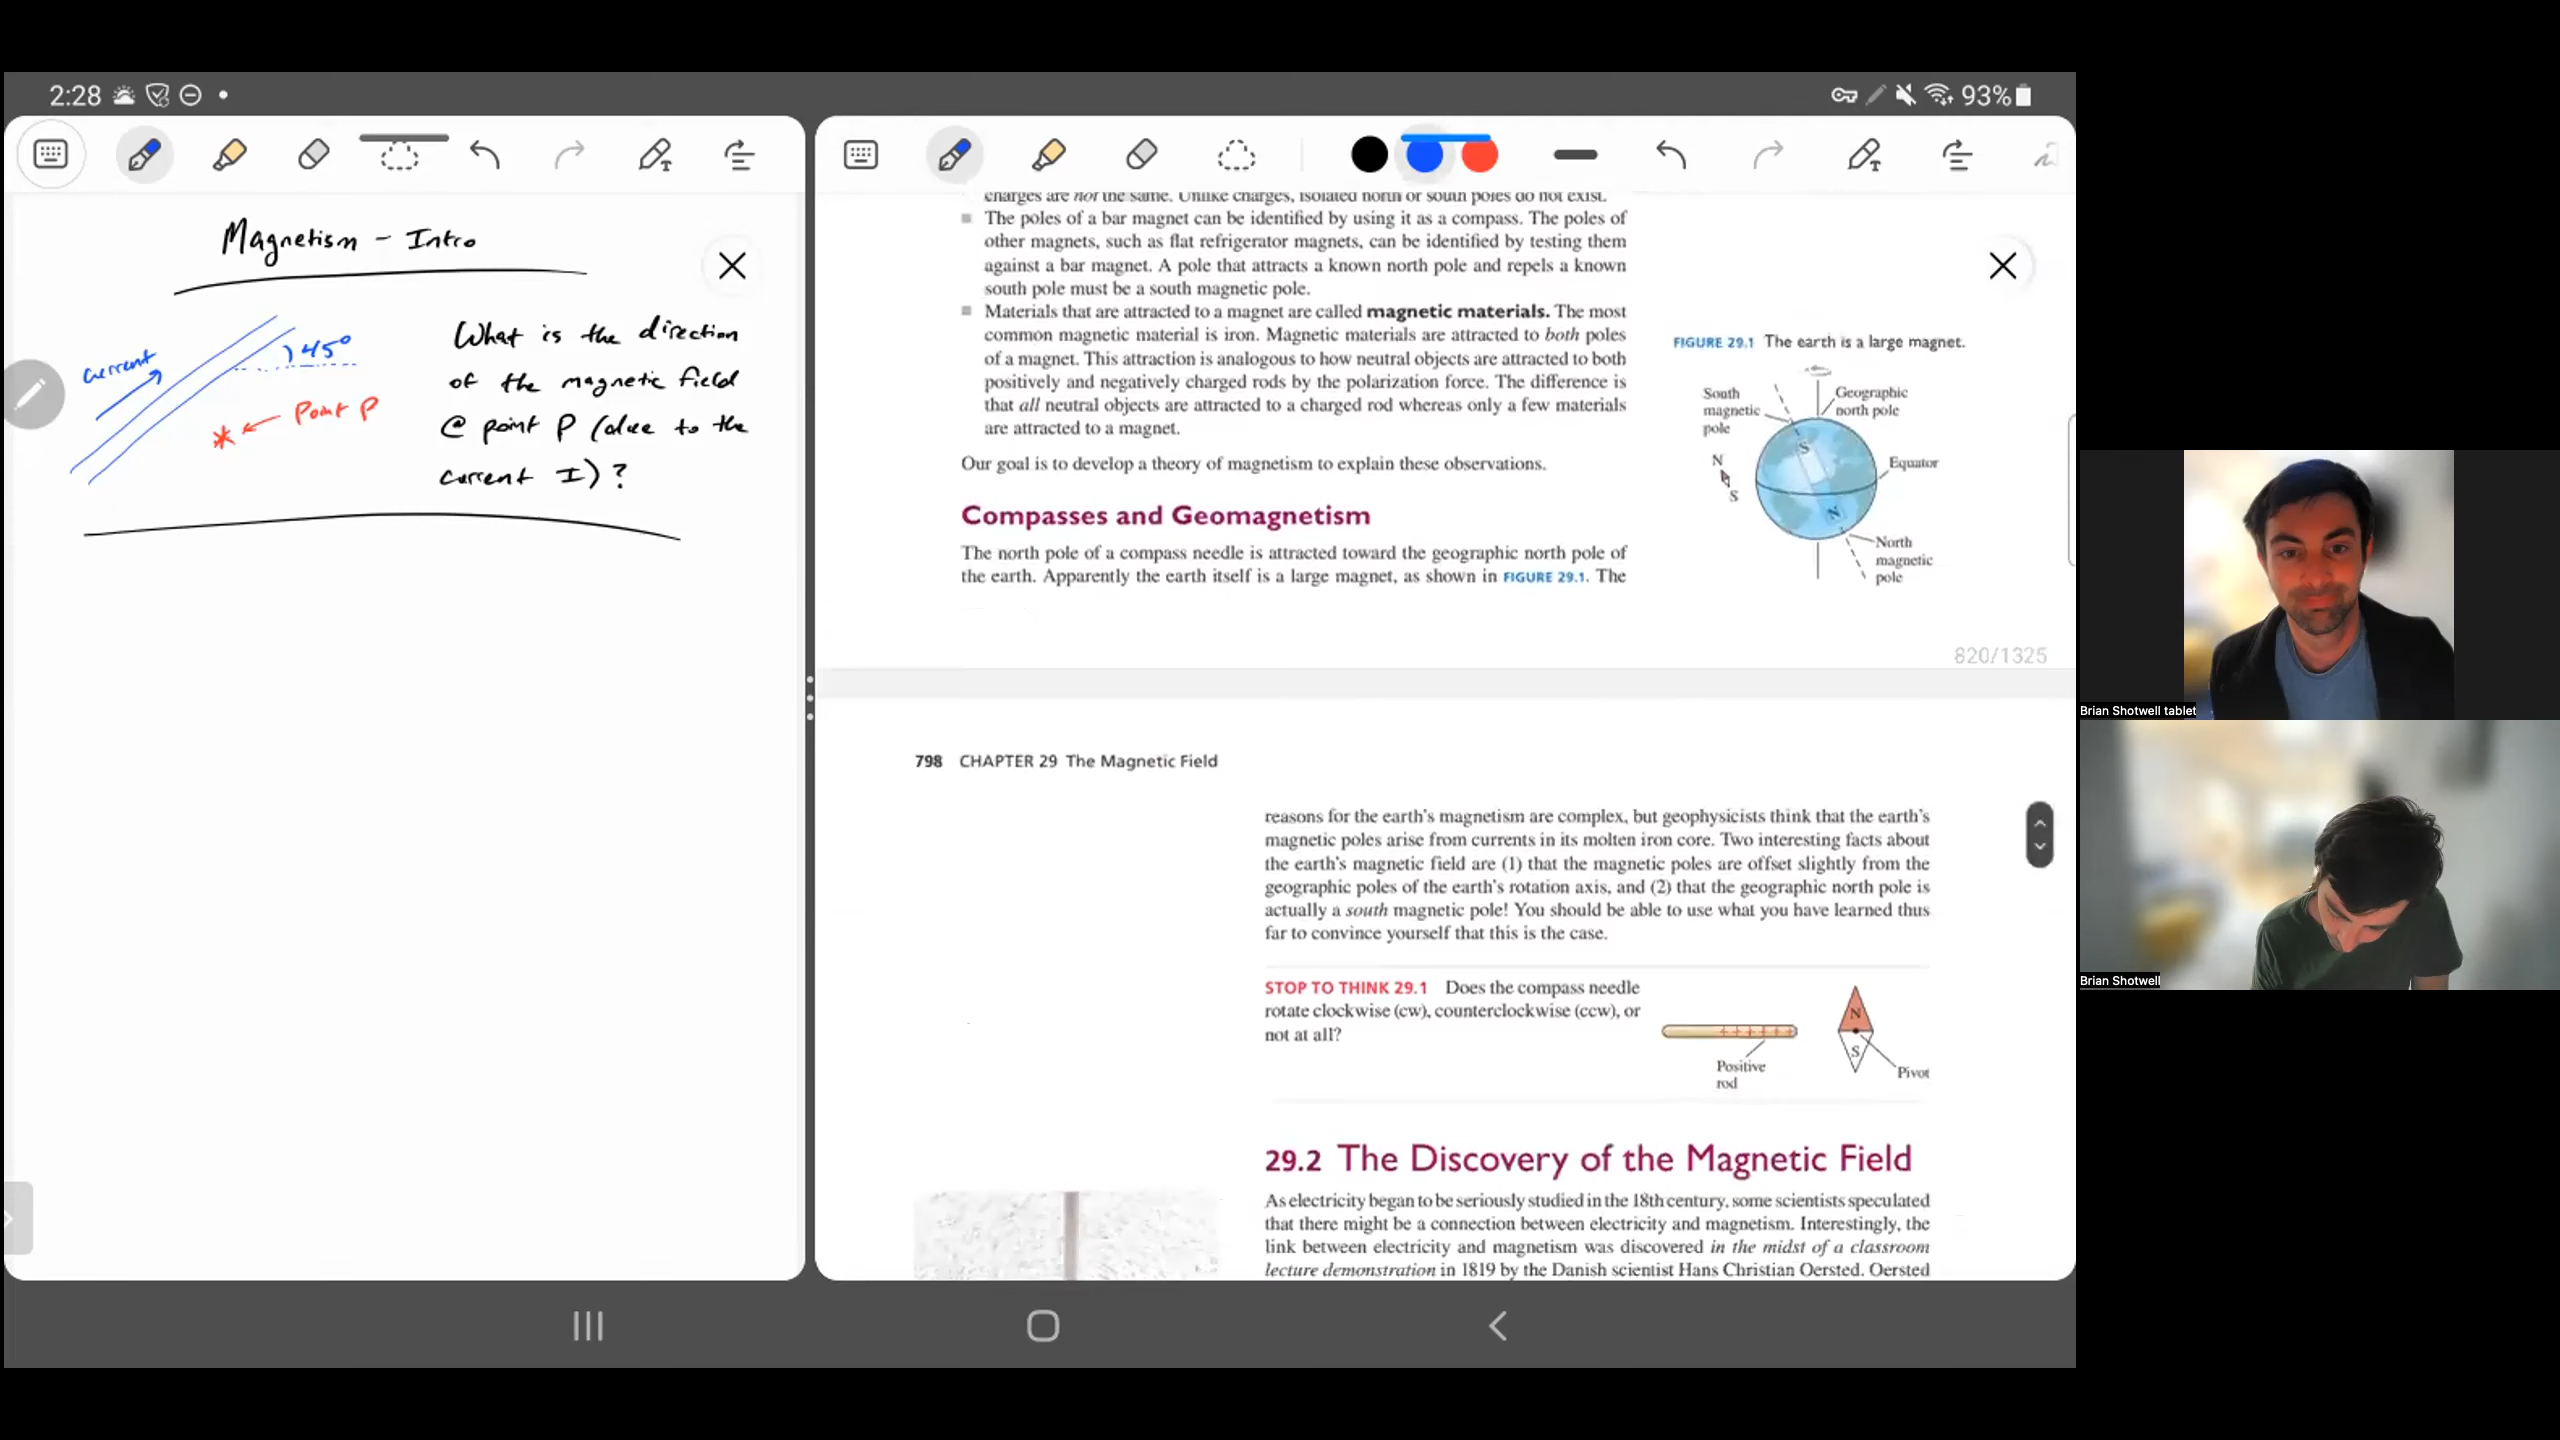 2:28
93%
Magnetism - Intro
current
45°
Point P
What is the direction
of the magnetic field
@ point P (due to the
current I)?
charges are not the same. Unlike charges, isolated north or south poles do not exist.
The poles of a bar magnet can be identified by using it as a compass. The poles of
other magnets, such as flat refrigerator magnets, can be identified by testing them
against a bar magnet. A pole that attracts a known north pole and repels a known
south pole must be a south magnetic pole.
Materials that are attracted to a magnet are called magnetic materials. The most
common magnetic material is iron. Magnetic materials are attracted to both poles
of a magnet. This attraction is analogous to how neutral objects are attracted to both
positively and negatively charged rods by the polarization force. The difference is
that all neutral objects are attracted to a charged rod whereas only a few materials
are attracted to a magnet.
Our goal is to develop a theory of magnetism to explain these observations.
Compasses and Geomagnetism
The north pole of a compass needle is attracted toward the geographic north pole of
the earth. Apparently the earth itself is a large magnet, as shown in FIGURE 29.1. The
FIGURE 29.1 The earth is a large magnet.
South
magnetic
pole
Geographic
north pole
S
N
S
Equator
N
North
magnetic
pole
820/1325
798 CHAPTER 29 The Magnetic Field
reasons for the earth's magnetism are complex, but geophysicists think that the earth's
magnetic poles arise from currents in its molten iron core. Two interesting facts about
the earth's magnetic field are (1) that the magnetic poles are offset slightly from the
geographic poles of the earth's rotation axis, and (2) that the geographic north pole is
actually a south magnetic pole! You should be able to use what you have learned thus
far to convince yourself that this is the case.
STOP TO THINK 29.1 Does the compass needle
rotate clockwise (cw), counterclockwise (ccw), or
not at all?
Positive
rod
N
S
Pivot
29.2 The Discovery of the Magnetic Field
As electricity began to be seriously studied in the 18th century, some scientists speculated
that there might be a connection between electricity and magnetism. Interestingly, the
link between electricity and magnetism was discovered in the midst of a classroom
lecture demonstration in 1819 by the Danish scientist Hans Christian Oersted. Oersted
Brian Shotwell tablet
Brian Shotwell